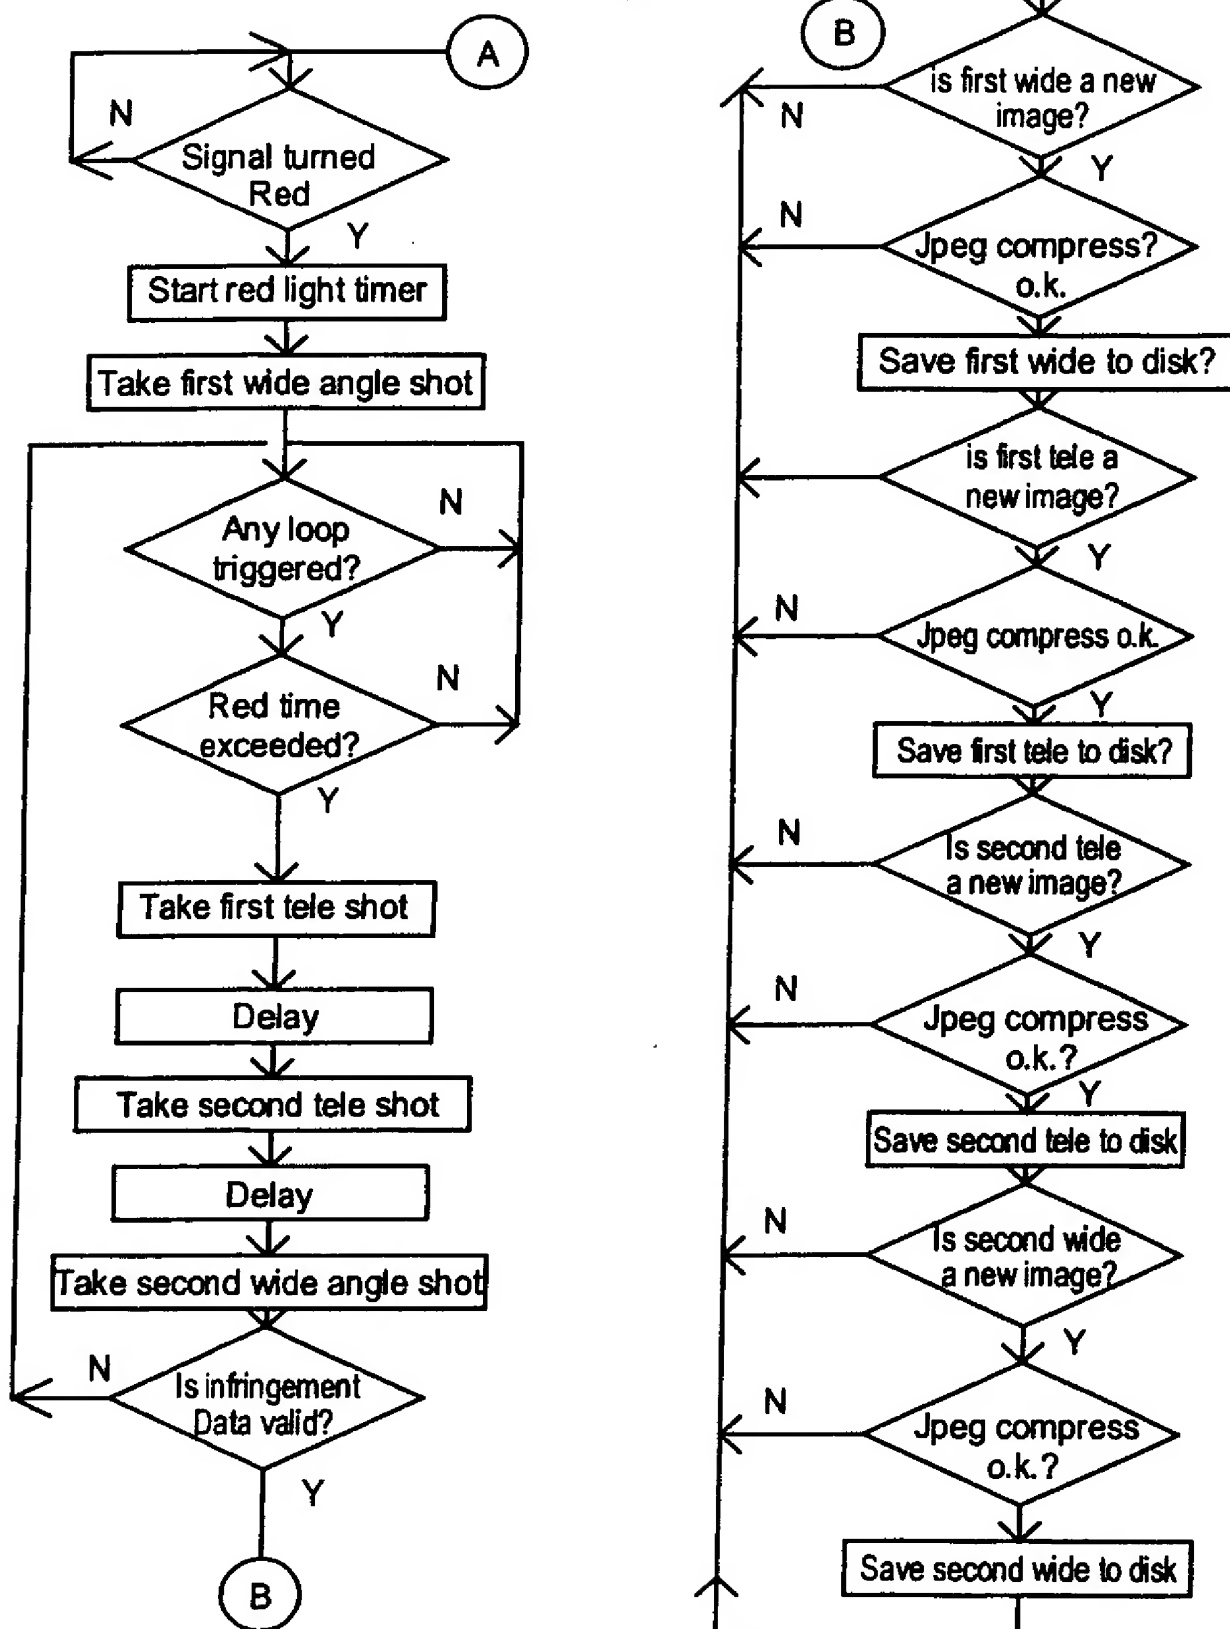 A
N
Signal turned
Red
Y
Start red light timer
Take first wide angle shot
Any loop
triggered?
N
Y
Red time
exceeded?
N
Y
Take first tele shot
Delay
Take second tele shot
Delay
Take second wide angle shot
N
Is infringement
Data valid?
Y
B
B
is first wide a new
image?
N
Y
N
Jpeg compress?
o.k.
Save first wide to disk?
is first tele a
new image?
Y
N
Jpeg compress o.k.
Y
Save first tele to disk?
N
Is second tele
a new image?
Y
N
Jpeg compress
o.k.?
Y
Save second tele to disk
N
Is second wide
a new image?
Y
N
Jpeg compress
o.k.?
Save second wide to disk